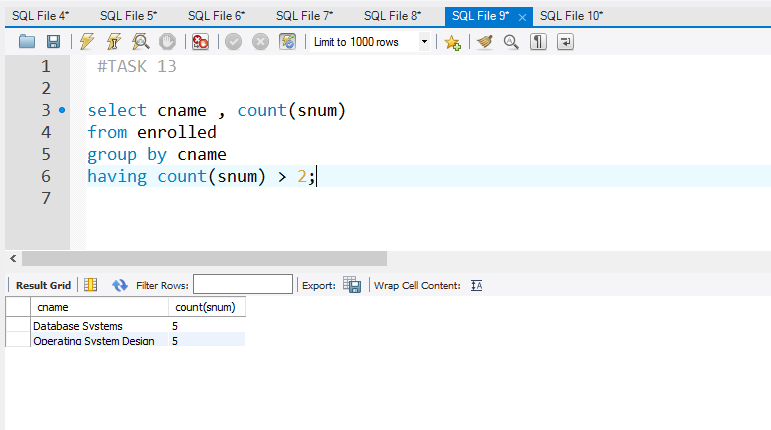 SQL File 4* SQL File 5* SQL File 6* SQL File 7* SQL File 8* SQL File 9* × SQL File 10*
Limit to 1000 rows
1 #TASK 13
2
3 select cname , count(snum)
4 from enrolled
5 group by cname
6 having count(snum) > 2;
7
Result Grid Filter Rows: Export: Wrap Cell Content:
cname count(snum)
Database Systems 5
Operating System Design 5